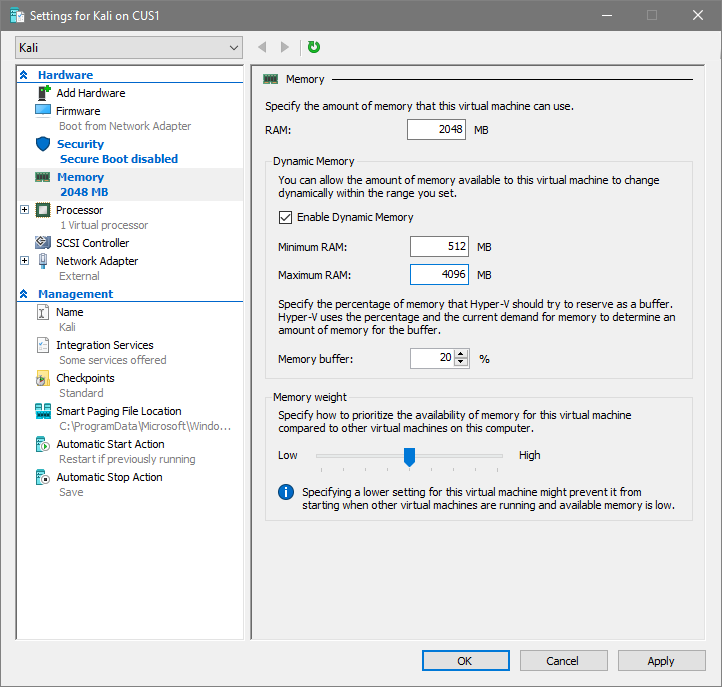 Settings for Kali on CUS1
Kali
Hardware
Add Hardware
Firmware
Boot from Network Adapter
Security
Secure Boot disabled
Memory
2048 MB
Processor
1 Virtual processor
SCSI Controller
Network Adapter
External
Management
Name
Kali
Integration Services
Some services offered
Checkpoints
Standard
Smart Paging File Location
C:\ProgramData\Microsoft\Windo...
Automatic Start Action
Restart if previously running
Automatic Stop Action
Save
Memory
Specify the amount of memory that this virtual machine can use.
RAM: 2048 MB
Dynamic Memory
You can allow the amount of memory available to this virtual machine to change
dynamically within the range you set.
Enable Dynamic Memory
Minimum RAM: 512 MB
Maximum RAM: 4096 MB
Specify the percentage of memory that Hyper-V should try to reserve as a buffer.
Hyper-V uses the percentage and the current demand for memory to determine an
amount of memory for the buffer.
Memory buffer: 20 %
Memory weight
Specify how to prioritize the availability of memory for this virtual machine
compared to other virtual machines on this computer.
Low High
Specifying a lower setting for this virtual machine might prevent it from
starting when other virtual machines are running and available memory is low.
OK Cancel Apply